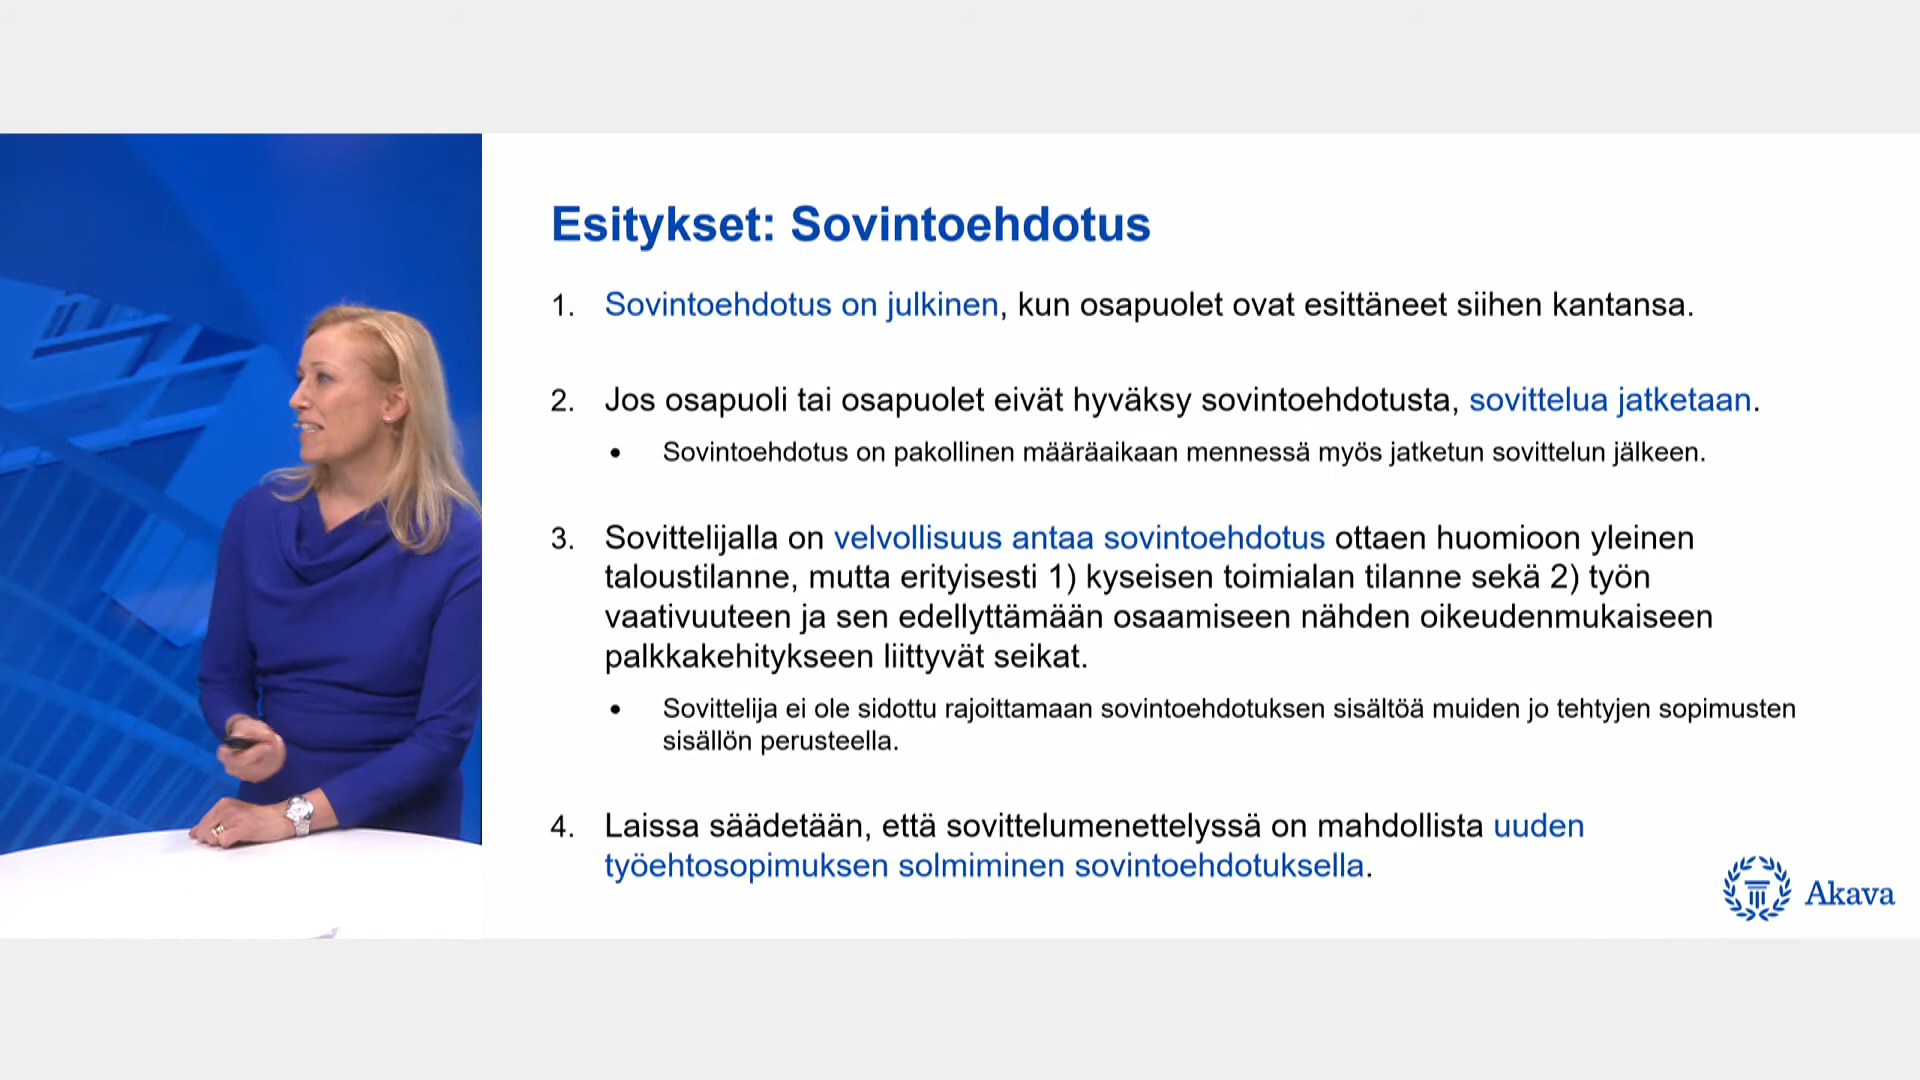 Esitykset: Sovintoehdotus
1. Sovintoehdotus on julkinen, kun osapuolet ovat esittäneet siihen kantansa.
2. Jos osapuoli tai osapuolet eivät hyväksy sovintoehdotusta, sovittelua jatketaan.
• Sovintoehdotus on pakollinen määräaikaan mennessä myös jatketun sovittelun jälkeen.
3. Sovittelijalla on velvollisuus antaa sovintoehdotus ottaen huomioon yleinen
taloustilanne, mutta erityisesti 1) kyseisen toimialan tilanne sekä 2) työn
vaativuuteen ja sen edellyttämään osaamiseen nähden oikeudenmukaiseen
palkkakehitykseen liittyvät seikat.
• Sovittelija ei ole sidottu rajoittamaan sovintoehdotuksen sisältöä muiden jo tehtyjen sopimusten
sisällön perusteella.
4. Laissa säädetään, että sovittelumenettelyssä on mahdollista uuden
työehtosopimuksen solmiminen sovintoehdotuksella.
Akava